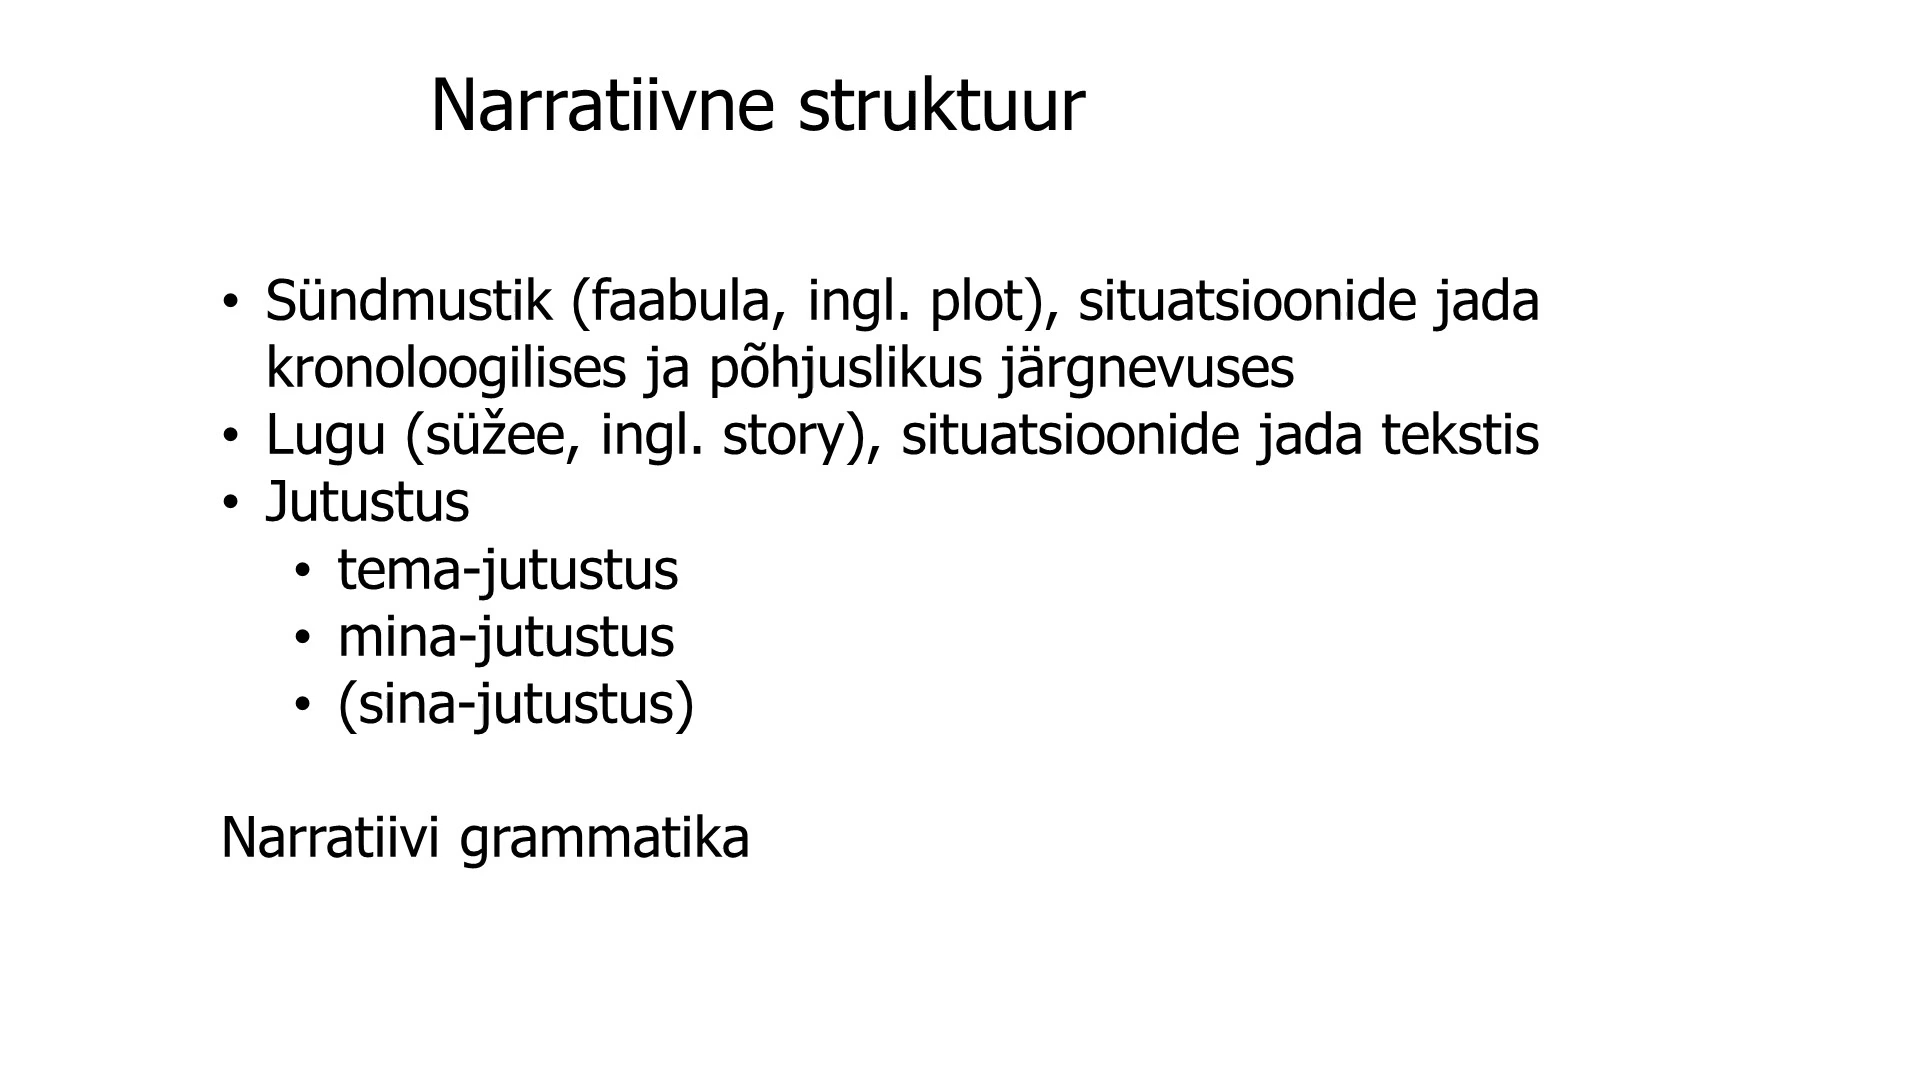 Narratiivne struktuur
• Sündmustik (faabula, ingl. plot), situatsioonide jada
kronoloogilises ja põhjuslikus järgnevuses
• Lugu (süžee, ingl. story), situatsioonide jada tekstis
• Jutustus
• tema-jutustus
• mina-jutustus
• (sina-jutustus)
Narratiivi grammatika